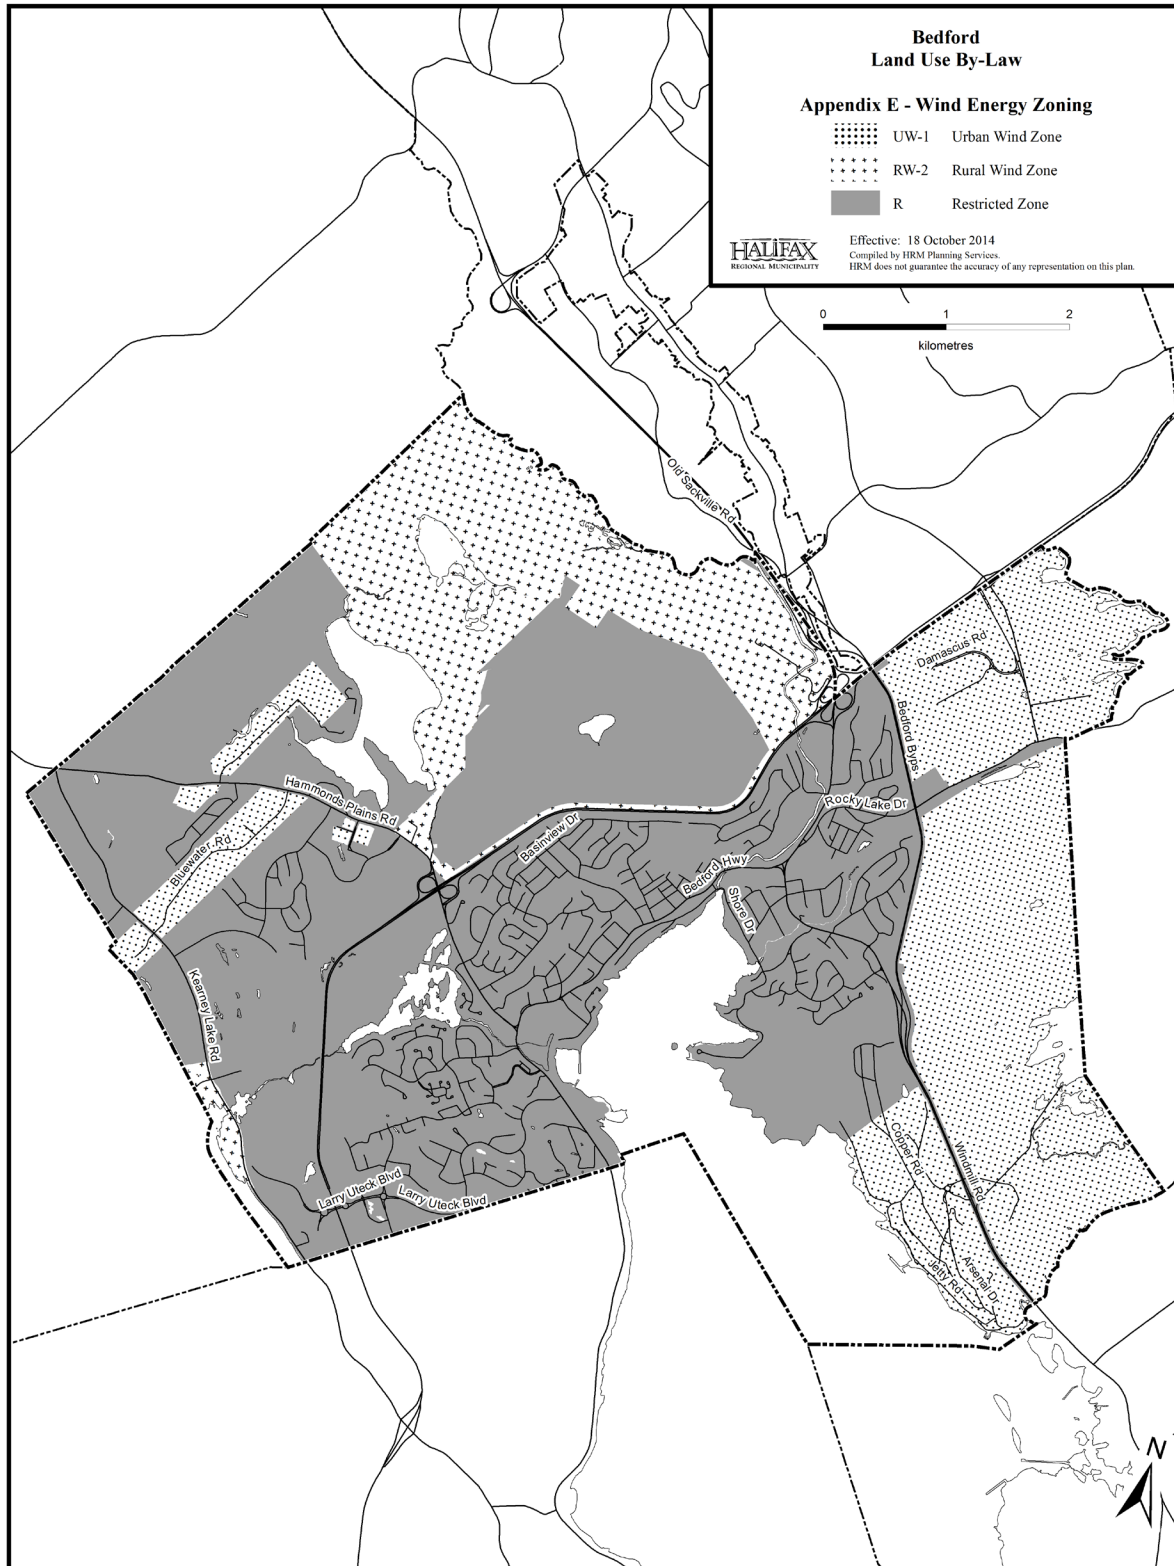 Bedford
Land Use By-Law
Appendix E - Wind Energy Zoning
UW-1 Urban Wind Zone
RW-2 Rural Wind Zone
R Restricted Zone
HALIFAX
REGIONAL MUNICIPALITY
Effective: 18 October 2014
Compiled by HRM Planning Services.
HRM does not guarantee the accuracy of any representation on this plan.
0 1 2
kilometres
Old Sackville Rd
Damascus Rd
Bedford Byps
Hammonds Plains Rd
Rocky Lake Dr
Basinview Dr
Bluewater Rd
Bedford Hwy
Shore Dr
Kearney Lake Rd
Copper Rd
Windmill Rd
Larry Uteck Blvd
Larry Uteck Blvd
Jetty Rd
Arsenal Dr
N